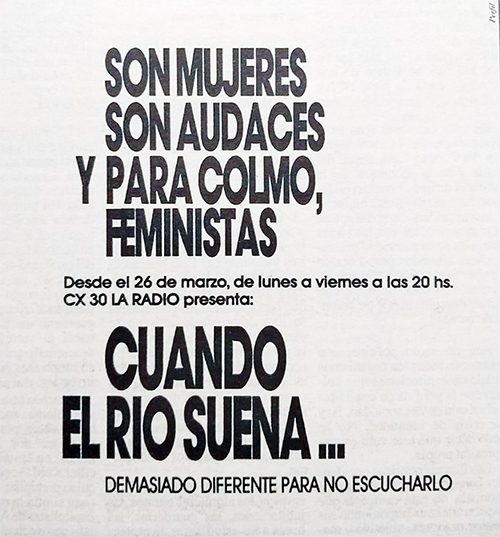 Perfil
SON MUJERES
SON AUDACES
Y PARA COLMO,
FEMINISTAS
Desde el 26 de marzo, de lunes a viernes a las 20 hs.
CX 30 LA RADIO presenta:
CUANDO
EL RIO SUENA ...
DEMASIADO DIFERENTE PARA NO ESCUCHARLO